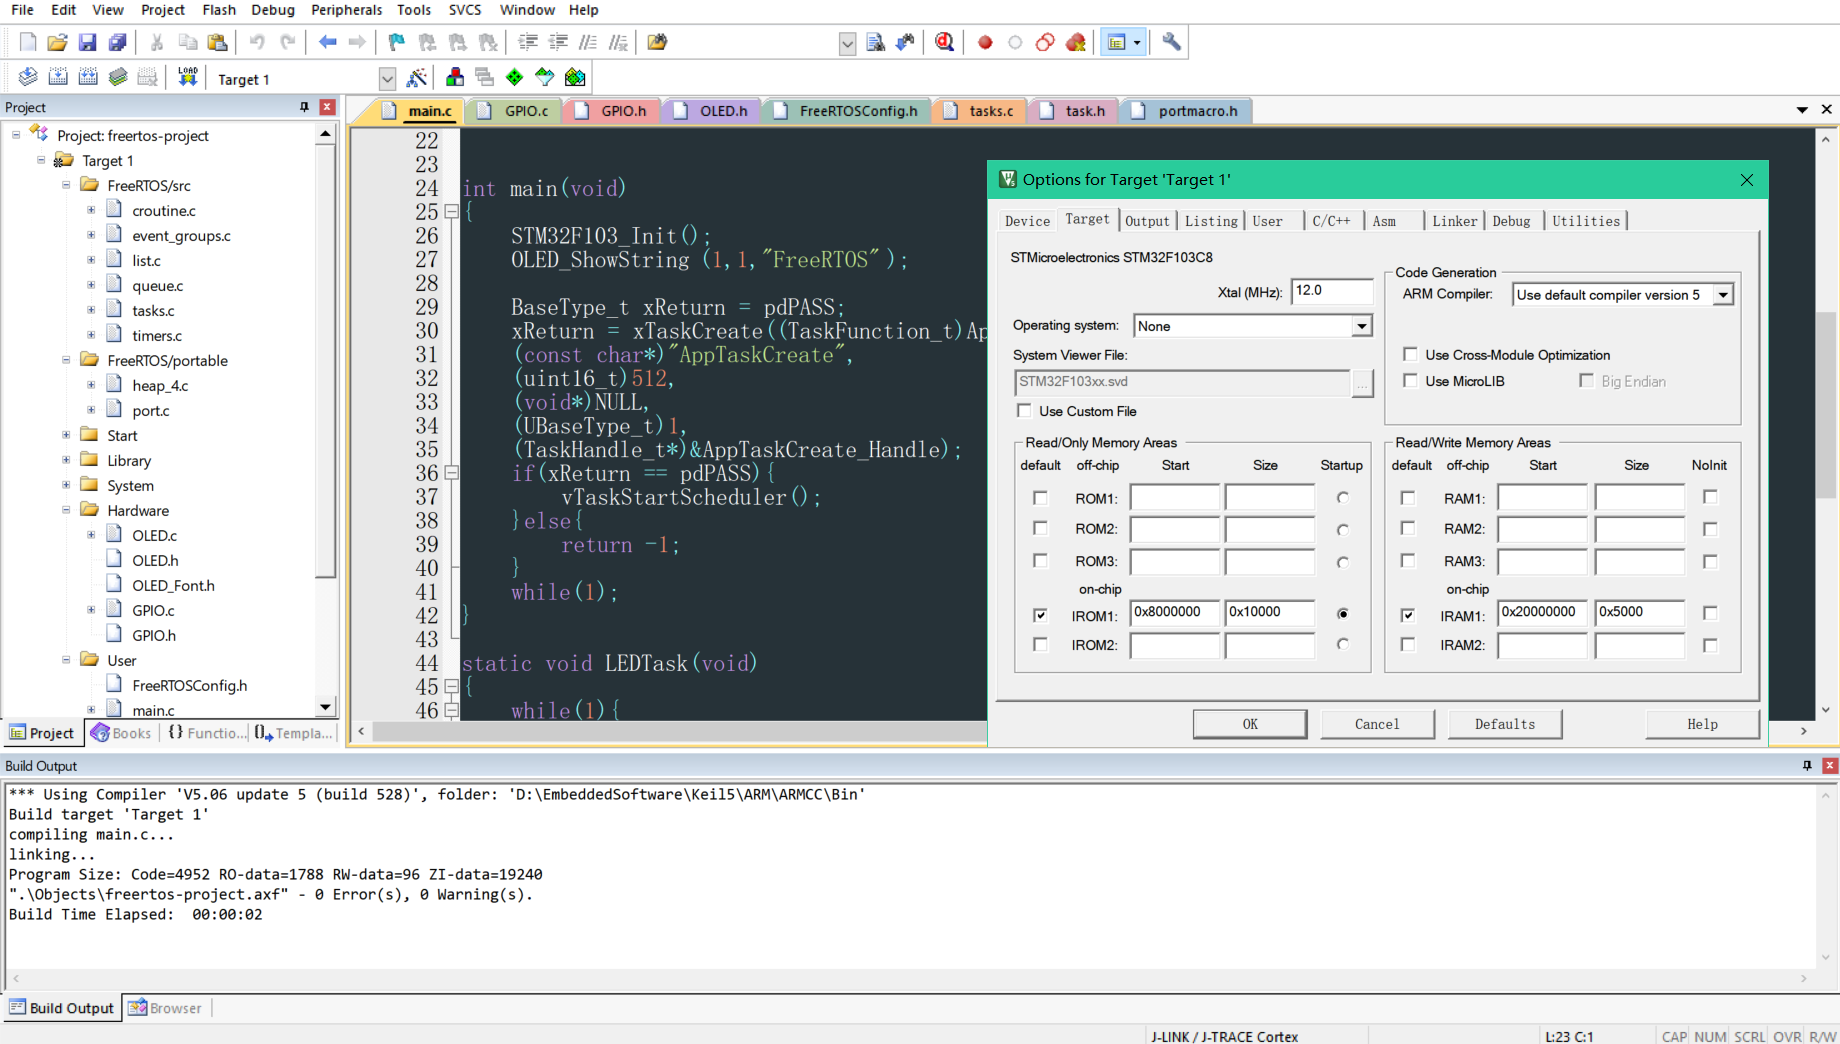 File Edit View Project Flash Debug Peripherals Tools SVCS Window Help
LOAD Target 1
Project
Project: freertos-project
Target 1
FreeRTOS/src
croutine.c
event_groups.c
list.c
queue.c
tasks.c
timers.c
FreeRTOS/portable
heap_4.c
port.c
Start
Library
System
Hardware
OLED.c
OLED.h
OLED_Font.h
GPIO.c
GPIO.h
User
FreeRTOSConfig.h
main.c
Project Books {} Functio... Templa...
main.c GPIO.c GPIO.h OLED.h FreeRTOSConfig.h tasks.c task.h portmacro.h
22
23
24 int main(void)
25 {
26 STM32F103_Init();
27 OLED_ShowString (1,1,"FreeRTOS" );
28
29 BaseType_t xReturn = pdPASS;
30 xReturn = xTaskCreate((TaskFunction_t)Ap
31 (const char*)"AppTaskCreate",
32 (uint16_t)512,
33 (void*)NULL,
34 (UBaseType_t)1,
35 (TaskHandle_t*)&AppTaskCreate_Handle);
36 if(xReturn == pdPASS){
37 vTaskStartScheduler();
38 }else{
39 return -1;
40 }
41 while(1);
42 }
43
44 static void LEDTask(void)
45 {
46 while(1){
Options for Target 'Target 1'
Device Target Output Listing User C/C++ Asm Linker Debug Utilities
STMicroelectronics STM32F103C8
Xtal (MHz): 12.0
Operating system: None
System Viewer File:
STM32F103xx.svd ...
Use Custom File
Code Generation
ARM Compiler: Use default compiler version 5
Use Cross-Module Optimization
Use MicroLIB Big Endian
Read/Only Memory Areas
default off-chip Start Size Startup
ROM1:
ROM2:
ROM3:
on-chip
IROM1: 0x8000000 0x10000
IROM2:
Read/Write Memory Areas
default off-chip Start Size NoInit
RAM1:
RAM2:
RAM3:
on-chip
IRAM1: 0x20000000 0x5000
IRAM2:
OK Cancel Defaults Help
Build Output
*** Using Compiler 'V5.06 update 5 (build 528)', folder: 'D:\EmbeddedSoftware\Keil5\ARM\ARMCC\Bin'
Build target 'Target 1'
compiling main.c...
linking...
Program Size: Code=4952 RO-data=1788 RW-data=96 ZI-data=19240
".\Objects\freertos-project.axf" - 0 Error(s), 0 Warning(s).
Build Time Elapsed:  00:00:02
Build Output Browser
J-LINK / J-TRACE Cortex L:23 C:1 CAP NUM SCRL OVR R/W